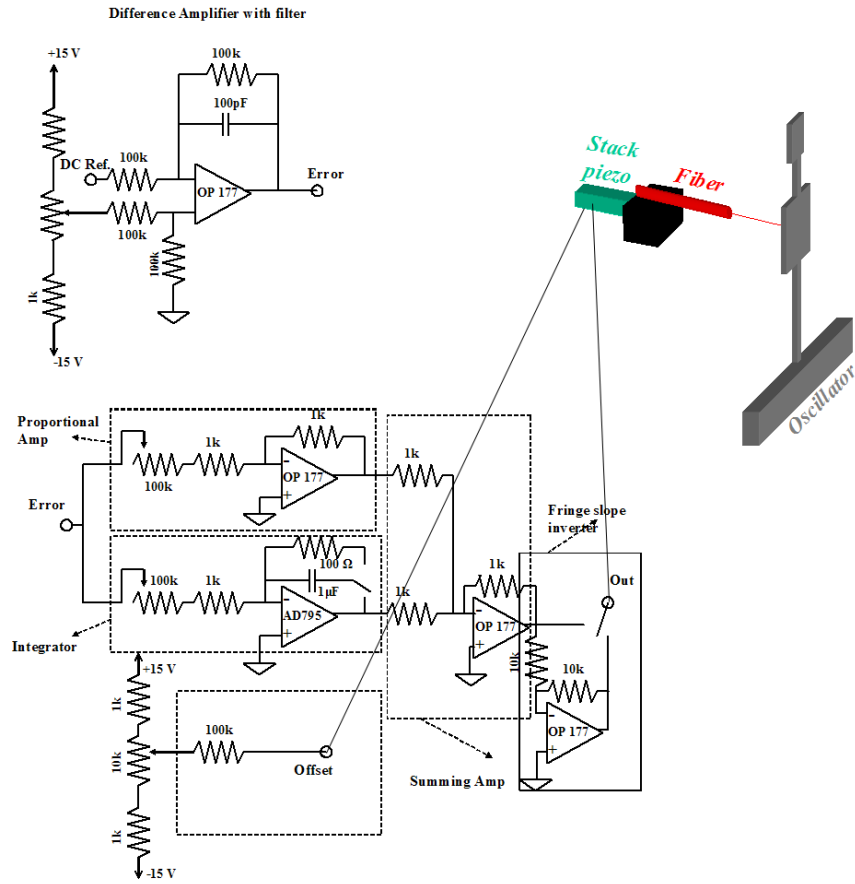 Difference Amplifier with filter
+15 V
100k
100pF
DC Ref.
100k
OP 177
Error
100k
100k
1k
-15 V
Stack
piezo
Fiber
Oscillator
Proportional
Amp
1k
1k
100k
-
OP 177
+
1k
Error
Fringe slope
inverter
100 Ω
1µF
100k
1k
-
AD795
+
1k
1k
-
OP 177
+
Out
Integrator
10k
10k
+15 V
1k
100k
10k
Offset
-
OP 177
+
Summing Amp
1k
-15 V